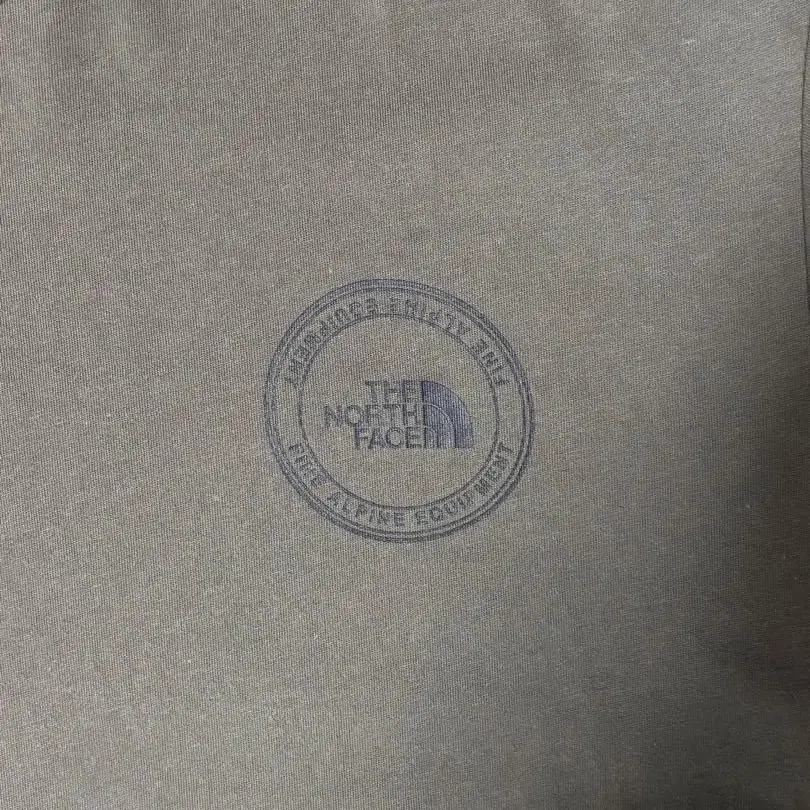 FINE ALPINE EQUIPMENT
THE
NORTH
FACE
FINE ALPINE EQUIPMENT